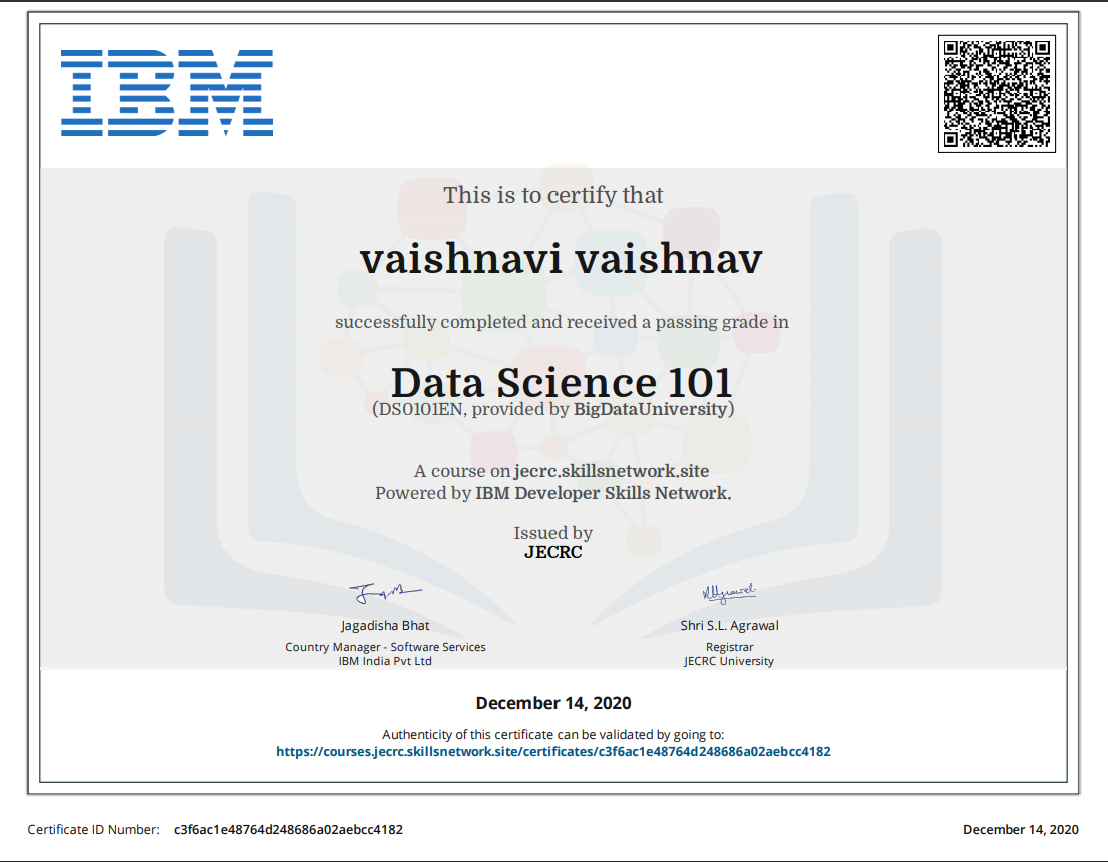 IBM
This is to certify that
vaishnavi vaishnav
successfully completed and received a passing grade in
Data Science 101
(DS0101EN, provided by BigDataUniversity)
A course on jecrc.skillsnetwork.site
Powered by IBM Developer Skills Network.
Issued by
JECRC
Jagadisha Bhat
Country Manager - Software Services
IBM India Pvt Ltd
Shri S.L. Agrawal
Registrar
JECRC University
December 14, 2020
Authenticity of this certificate can be validated by going to:
https://courses.jecrc.skillsnetwork.site/certificates/c3f6ac1e48764d248686a02aebcc4182
Certificate ID Number: c3f6ac1e48764d248686a02aebcc4182
December 14, 2020